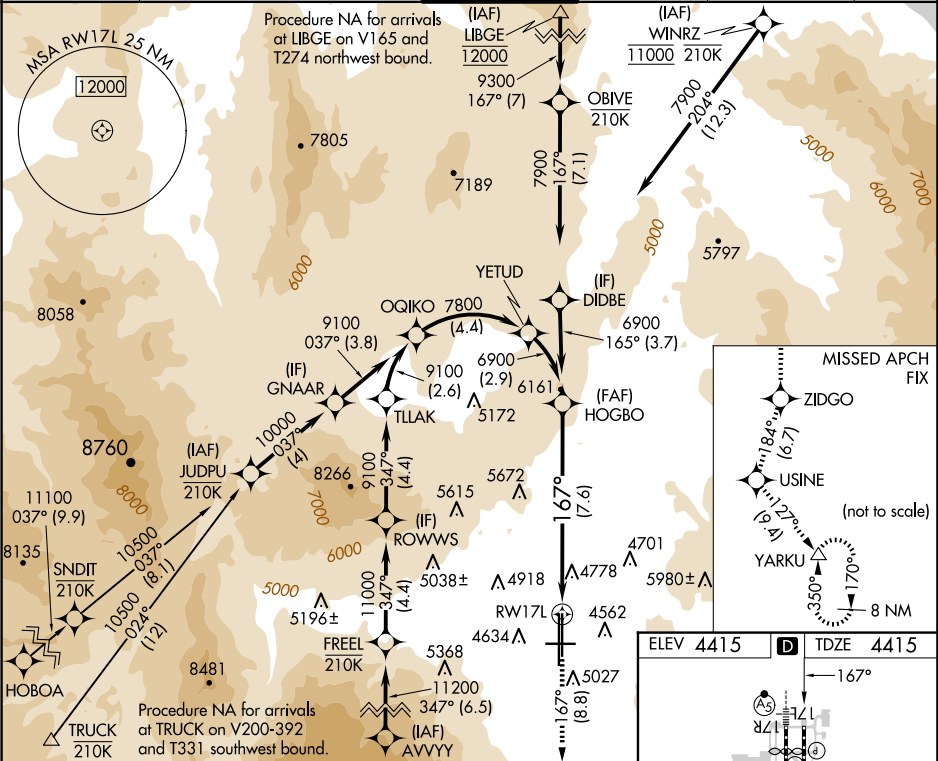 Procedure NA for arrivals
at LIBGE on V165 and
T274 northwest bound.
(IAF)
LIBGE
12000
(IAF)
WINRZ
11000 210K
MSA RW17L 25 NM
12000
9300
167° (7)
OBIVE
210K
7900
204°
(12.3)
7805
7189
7900
167°
(7.1)
5000
6000
7000
5000
5797
6000
8058
YETUD
(IF)
DIDBE
OQIKO
7800
(4.4)
9100
037° (3.8)
6900
165° (3.7)
(IF)
GNAAR
9100
(2.6)
6900
(2.9)
6161
TLLAK
5172
(FAF)
HOGBO
MISSED APCH
FIX
ZIDGO
184°
(6.7)
USINE
127°
(9.4)
(not to scale)
YARKU
350°
170°
8 NM
10000
037°
(4)
8760
(IAF)
JUDPU
210K
8000
8266
7000
9100
347°
(4.4)
5615
5672
167°
(7.6)
11100
037° (9.9)
(IF)
ROWWS
6000
8135
10500
037°
(8.1)
SNDIT
210K
5000
5038±
4918
4778
4701
5980±
10500
024°
(12)
5196±
11000
347°
(4.4)
RW17L
4562
4634
FREEL
210K
HOBOA
8481
5368
5027
11200
347° (6.5)
167°
(8.8)
TRUCK
210K
Procedure NA for arrivals
at TRUCK on V200-392
and T331 southwest bound.
(IAF)
AVVYY
ELEV 4415
D
TDZE 4415
167°
A5
17L
17R
P